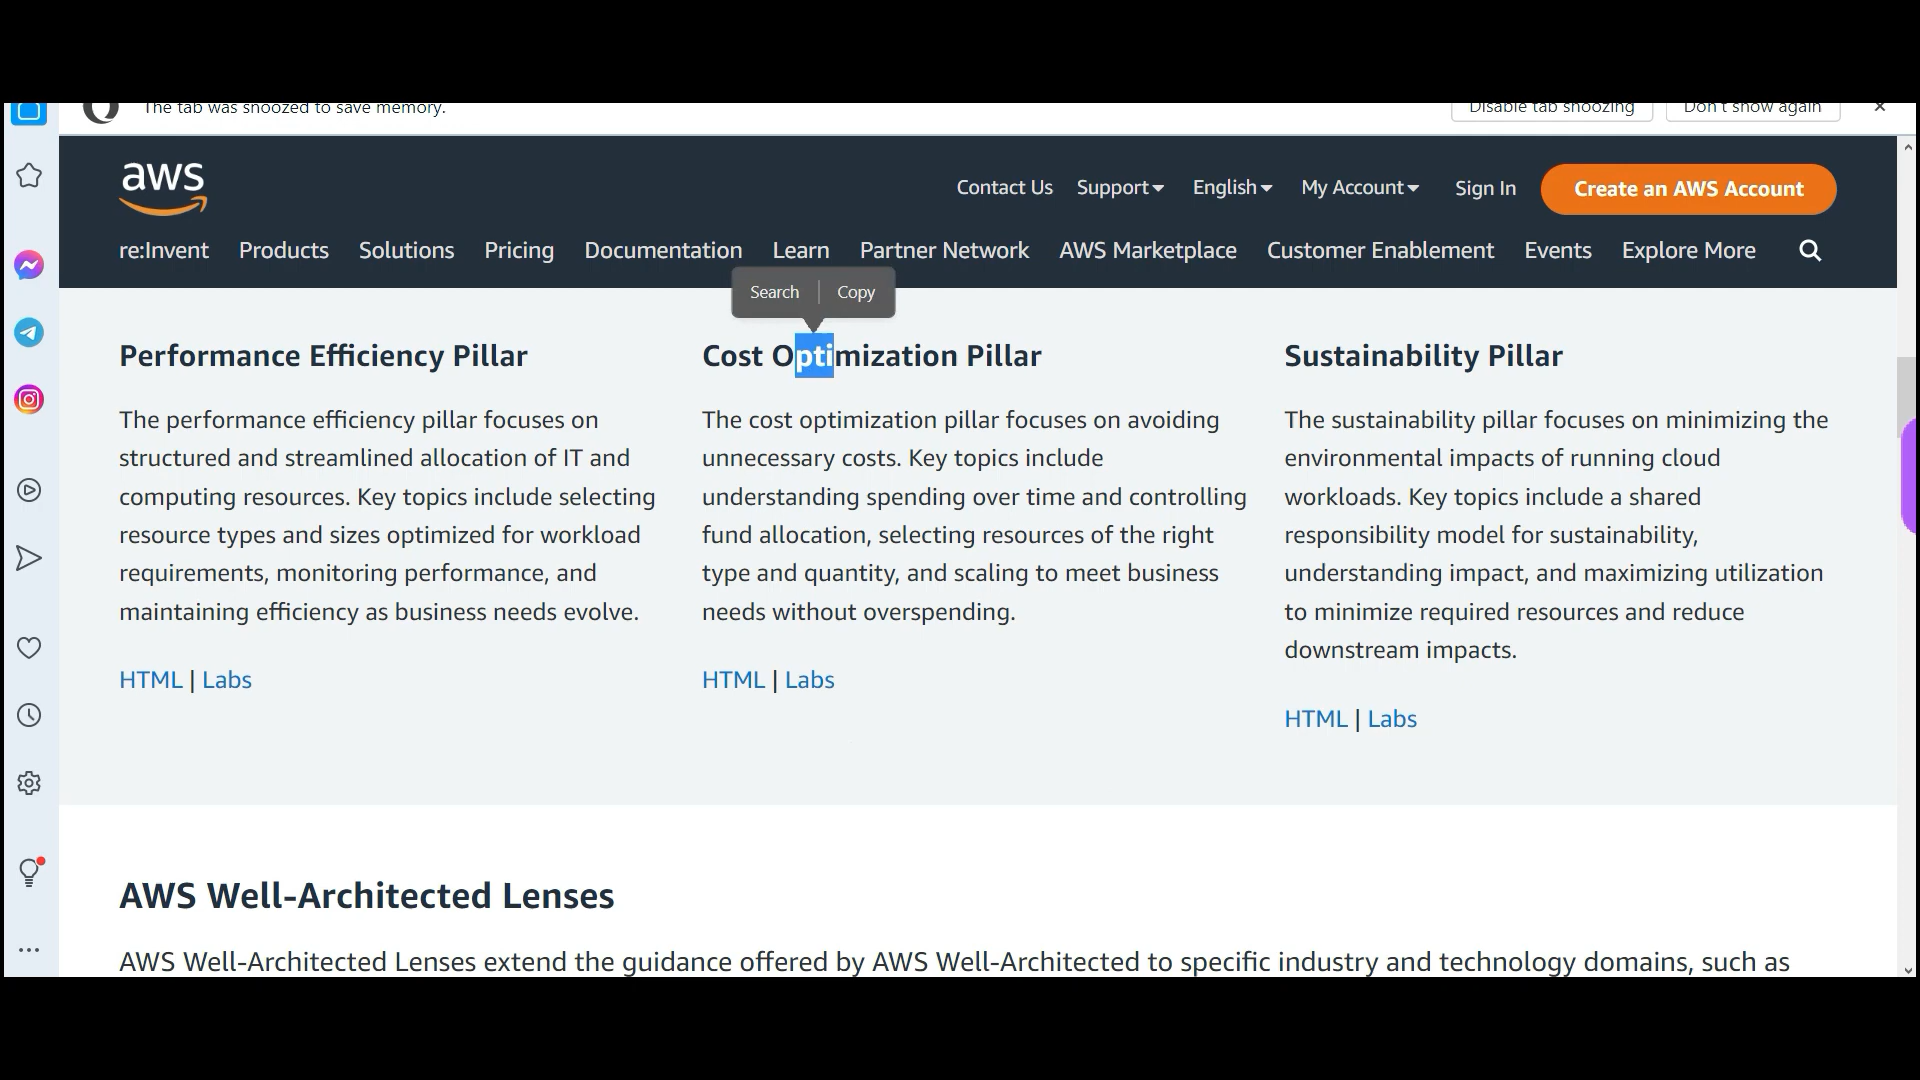 The tab was snoozed to save memory.
Disable tab snoozing
Don't show again
aws
Contact Us Support English My Account Sign In Create an AWS Account
re:Invent Products Solutions Pricing Documentation Learn Partner Network AWS Marketplace Customer Enablement Events Explore More
Search Copy
Performance Efficiency Pillar
The performance efficiency pillar focuses on
structured and streamlined allocation of IT and
computing resources. Key topics include selecting
resource types and sizes optimized for workload
requirements, monitoring performance, and
maintaining efficiency as business needs evolve.
HTML | Labs
Cost Optimization Pillar
The cost optimization pillar focuses on avoiding
unnecessary costs. Key topics include
understanding spending over time and controlling
fund allocation, selecting resources of the right
type and quantity, and scaling to meet business
needs without overspending.
HTML | Labs
Sustainability Pillar
The sustainability pillar focuses on minimizing the
environmental impacts of running cloud
workloads. Key topics include a shared
responsibility model for sustainability,
understanding impact, and maximizing utilization
to minimize required resources and reduce
downstream impacts.
HTML | Labs
AWS Well-Architected Lenses
AWS Well-Architected Lenses extend the guidance offered by AWS Well-Architected to specific industry and technology domains, such as